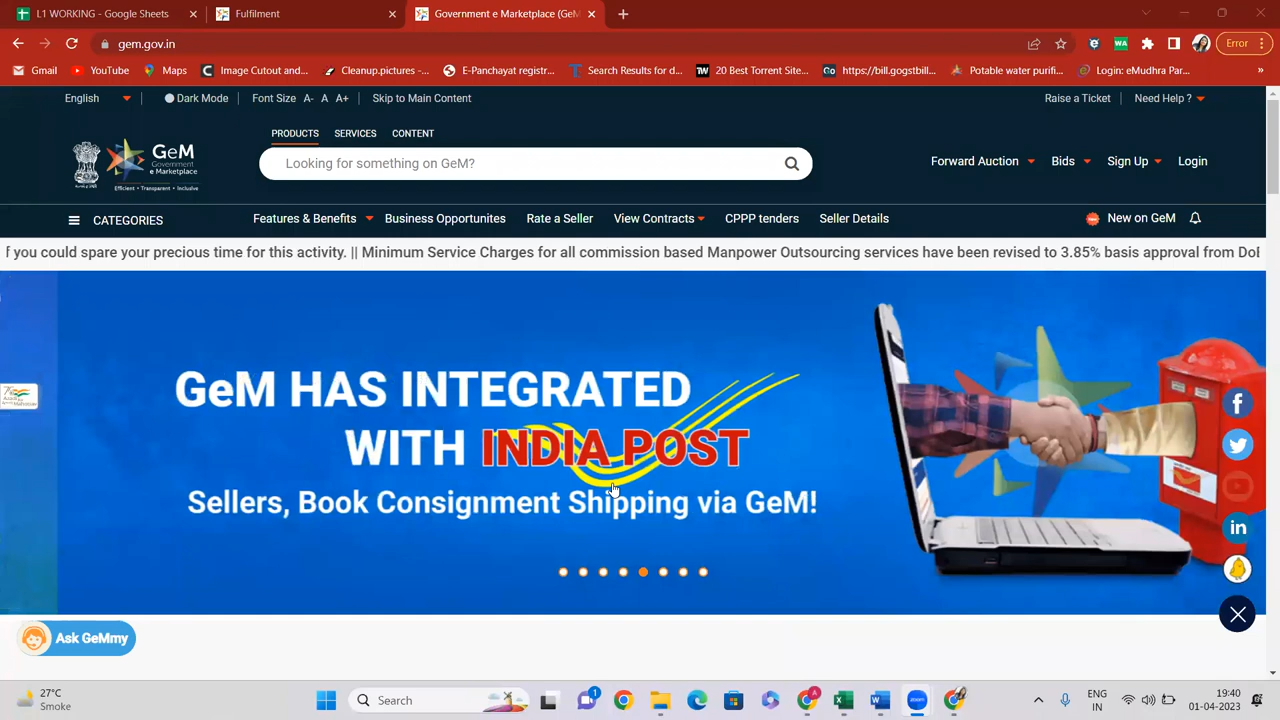 L1 WORKING - Google Sheets
Fulfilment
Government e Marketplace (GeM
gem.gov.in
Error
Gmail
YouTube
Maps
Image Cutout and...
Cleanup.pictures -...
E-Panchayat registr...
Search Results for d...
20 Best Torrent Site...
https://bill.gogstbill...
Potable water purifi...
Login: eMudhra Par...
English
Dark Mode
Font Size A- A A+
Skip to Main Content
Raise a Ticket
Need Help ?
PRODUCTS SERVICES CONTENT
GeM
Government
e Marketplace
Efficient • Transparent • Inclusive
Looking for something on GeM?
Forward Auction
Bids
Sign Up
Login
CATEGORIES
Features & Benefits
Business Opportunites
Rate a Seller
View Contracts
CPPP tenders
Seller Details
New on GeM
f you could spare your precious time for this activity. || Minimum Service Charges for all commission based Manpower Outsourcing services have been revised to 3.85% basis approval from DoE
GeM HAS INTEGRATED
WITH INDIA POST
Sellers, Book Consignment Shipping via GeM!
Ask GeMmy
27°C
Smoke
Search
1
ENG
IN
19:40
01-04-2023